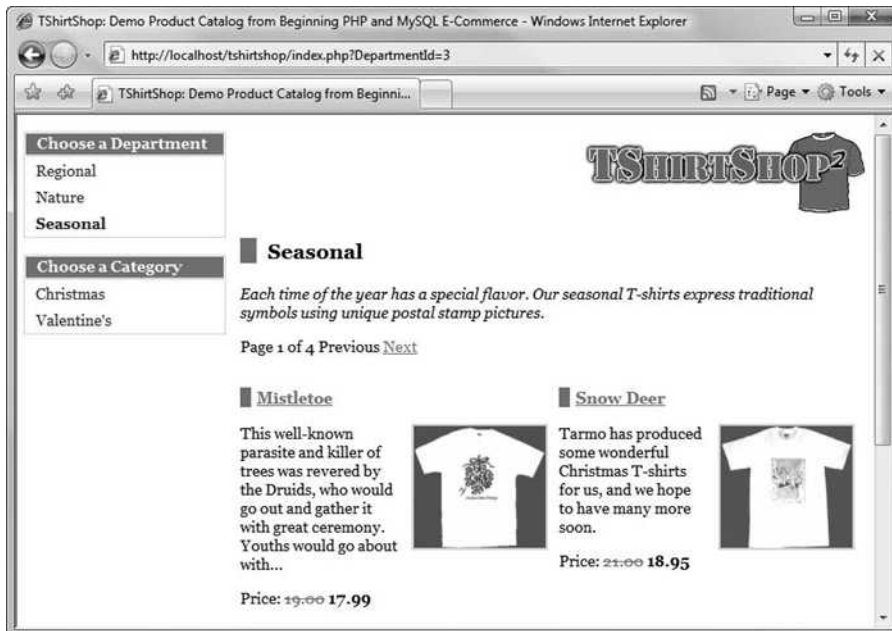 TShirtShop: Demo Product Catalog from Beginning PHP and MySQL E-Commerce - Windows Internet Explorer
http://localhost/tshirtshop/index.php?DepartmentId=3
TShirtShop: Demo Product Catalog from Beginni...
Page
Tools
TShirtShop²
Choose a Department
Regional
Nature
Seasonal
Choose a Category
Christmas
Valentine's
Seasonal
Each time of the year has a special flavor. Our seasonal T-shirts express traditional
symbols using unique postal stamp pictures.
Page 1 of 4 Previous Next
Mistletoe
This well-known
parasite and killer of
trees was revered by
the Druids, who would
go out and gather it
with great ceremony.
Youths would go about
with...
Price: 19.00 17.99
Snow Deer
Tarmo has produced
some wonderful
Christmas T-shirts
for us, and we hope
to have many more
soon.
Price: 21.00 18.95